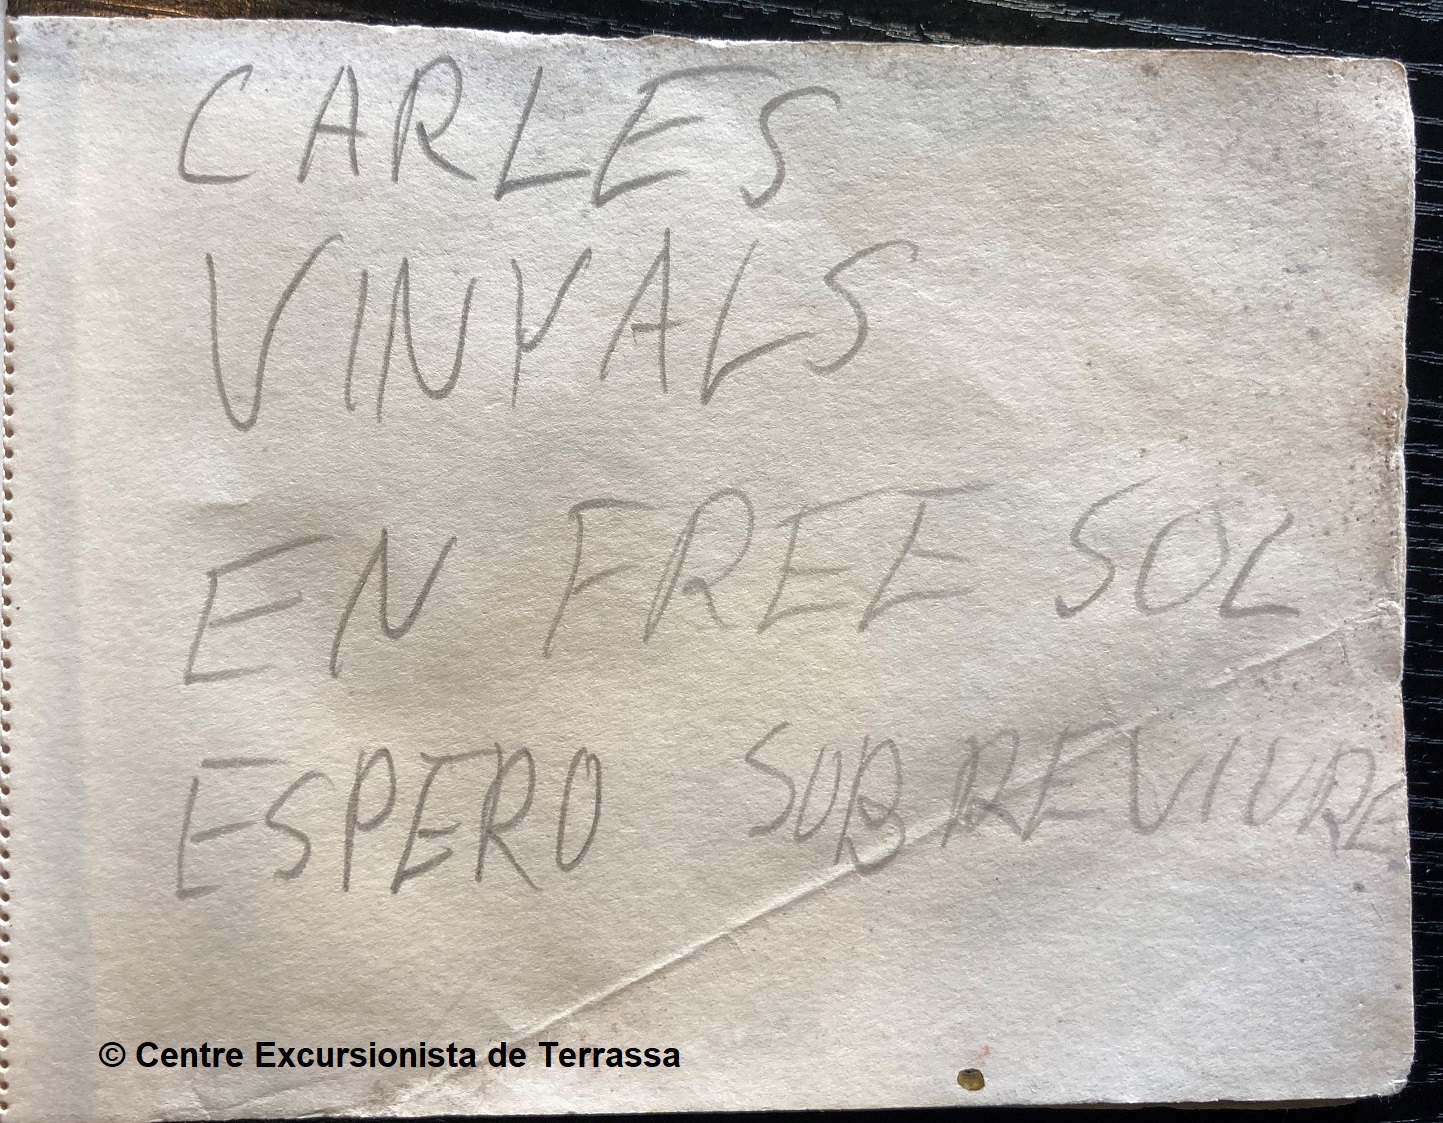 CARLES
VINYALS
EN FREE SOL
ESPERO SOBREVIURE
© Centre Excursionista de Terrassa